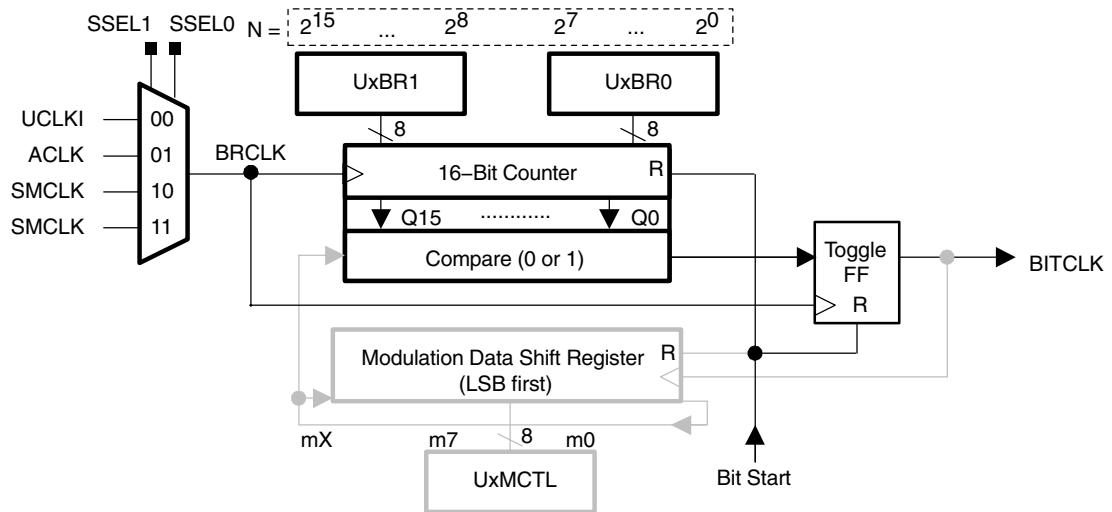 SSEL1 SSEL0
N = 2^15 ... 2^8 2^7 ... 2^0
UxBR1
UxBR0
8
8
UCLKI
ACLK
SMCLK
SMCLK
00
01
10
11
BRCLK
16–Bit Counter
R
Q15 ............ Q0
Compare (0 or 1)
Toggle
FF
R
BITCLK
Modulation Data Shift Register
(LSB first)
R
mX
m7
8
m0
UxMCTL
Bit Start